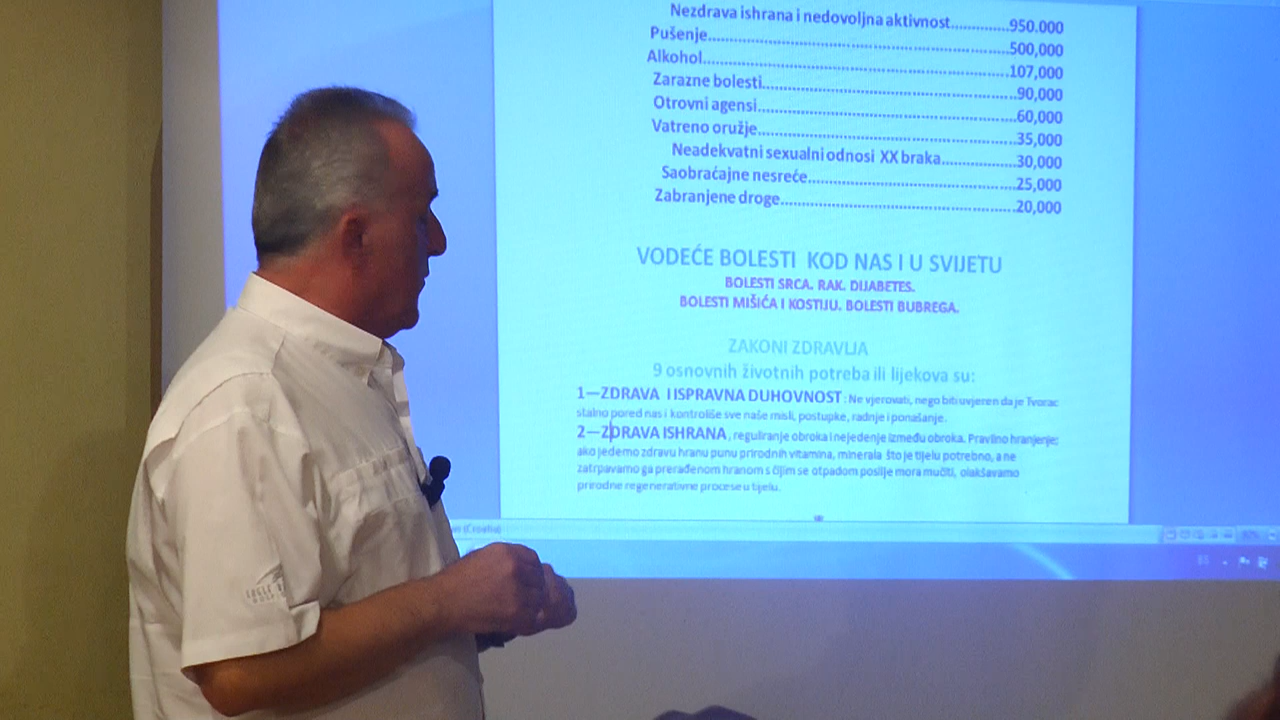 Nezdrava ishrana i nedovoljna aktivnost.............950.000
Pušenje..........................................................................500,000
Alkohol...........................................................................107,000
Zarazne bolesti..............................................................90,000
Otrovni agensi...............................................................60,000
Vatreno oružje...............................................................35,000
Neadekvatni sexualni odnosi XX braka.................30,000
Saobraćajne nesreće...................................................25,000
Zabranjene droge..........................................................20,000
VODEĆE BOLESTI KOD NAS I U SVIJETU
BOLESTI SRCA. RAK. DIJABETES.
BOLESTI MIŠIĆA I KOSTIJU. BOLESTI BUBREGA.
ZAKONI ZDRAVLJA
9 osnovnih životnih potreba ili lijekova su:
1—ZDRAVA I ISPRAVNA DUHOVNOST : Ne vjerovati, nego biti uvjeren da je Tvorac
stalno pored nas i kontroliše sve naše misli, postupke, radnje i ponašanje.
2—ZDRAVA ISHRANA , reguliranje obroka i nejedenje između obroka. Pravilno hranjenje;
ako jedemo zdravu hranu punu prirodnih vitamina, minerala što je tijelu potrebno, a ne
zatrpavamo ga prerađenom hranom s čijim se otpadom poslije mora mučiti, olakšavamo
prirodne regenerativne procese u tijelu.
(Croatia)